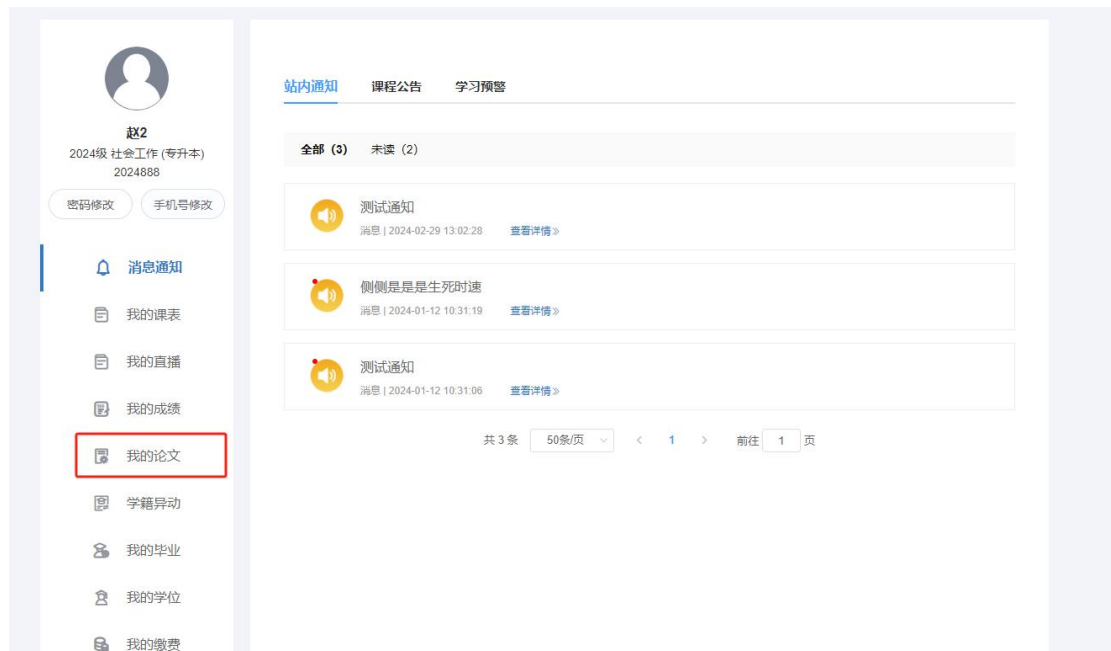 赵2
2024级 社会工作 (专升本)
2024888
密码修改 手机号修改
消息通知
我的课表
我的直播
我的成绩
我的论文
学籍异动
我的毕业
我的学位
我的缴费
站内通知 课程公告 学习预警
全部 (3) 未读 (2)
测试通知
消息 | 2024-02-29 13:02:28 查看详情》
侧侧是是是生死时速
消息 | 2024-01-12 10:31:19 查看详情》
测试通知
消息 | 2024-01-12 10:31:06 查看详情》
共 3 条 50条/页 < 1 > 前往 1 页